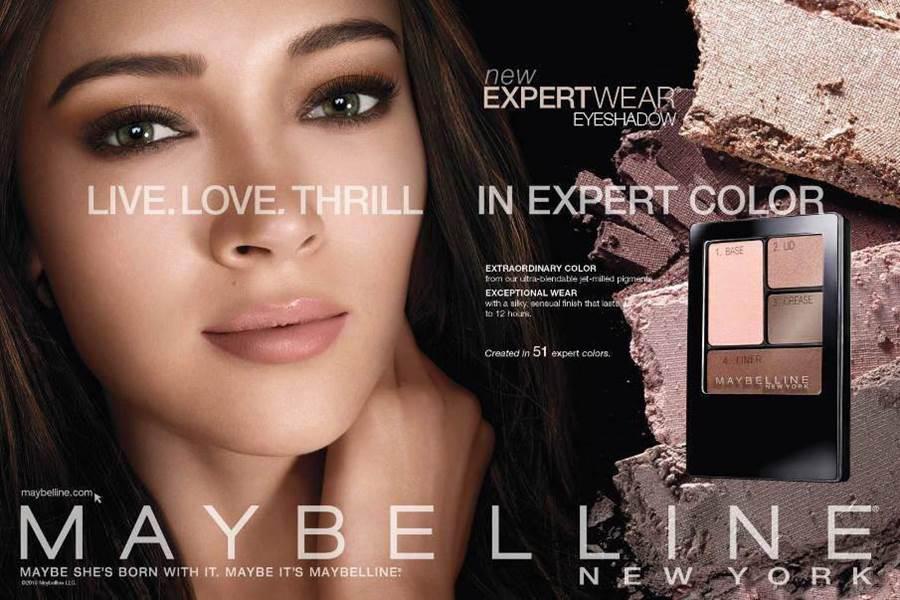 new
EXPERTWEAR®
EYESHADOW
LIVE. LOVE. THRILL IN EXPERT COLOR
EXTRAORDINARY COLOR
from our ultra-blendable jet-milled pigments
EXCEPTIONAL WEAR
with a silky, sensual finish that lasts
to 12 hours.
Created in 51 expert colors.
1. BASE
2. LID
3. CREASE
4. LINER
MAYBELLINE
NEW YORK
maybelline.com
MAYBELLINE®
NEW YORK
MAYBE SHE'S BORN WITH IT. MAYBE IT'S MAYBELLINE.®
Maybelline LLC.